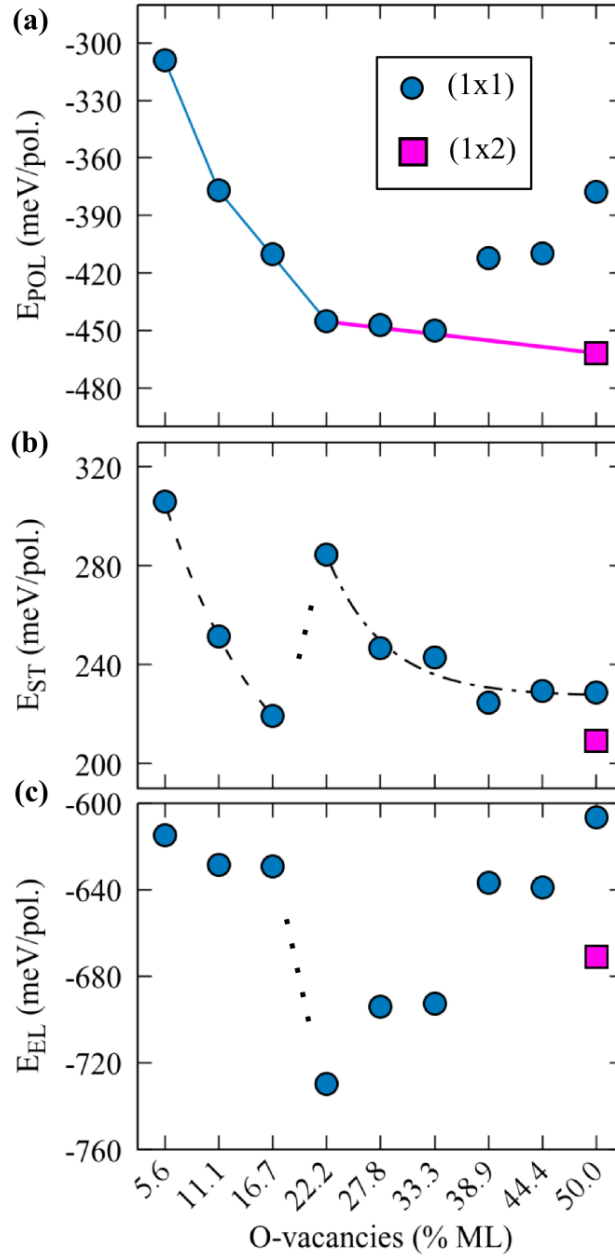 (a)
-300
-330
-360
-390
-420
-450
-480
E_POL (meV/pol.)
(1x1)
(1x2)
(b)
320
280
240
200
E_ST (meV/pol.)
(c)
-600
-640
-680
-720
-760
E_EL (meV/pol.)
5.6 11.1 16.7 22.2 27.8 33.3 38.9 44.4 50.0
O-vacancies (% ML)